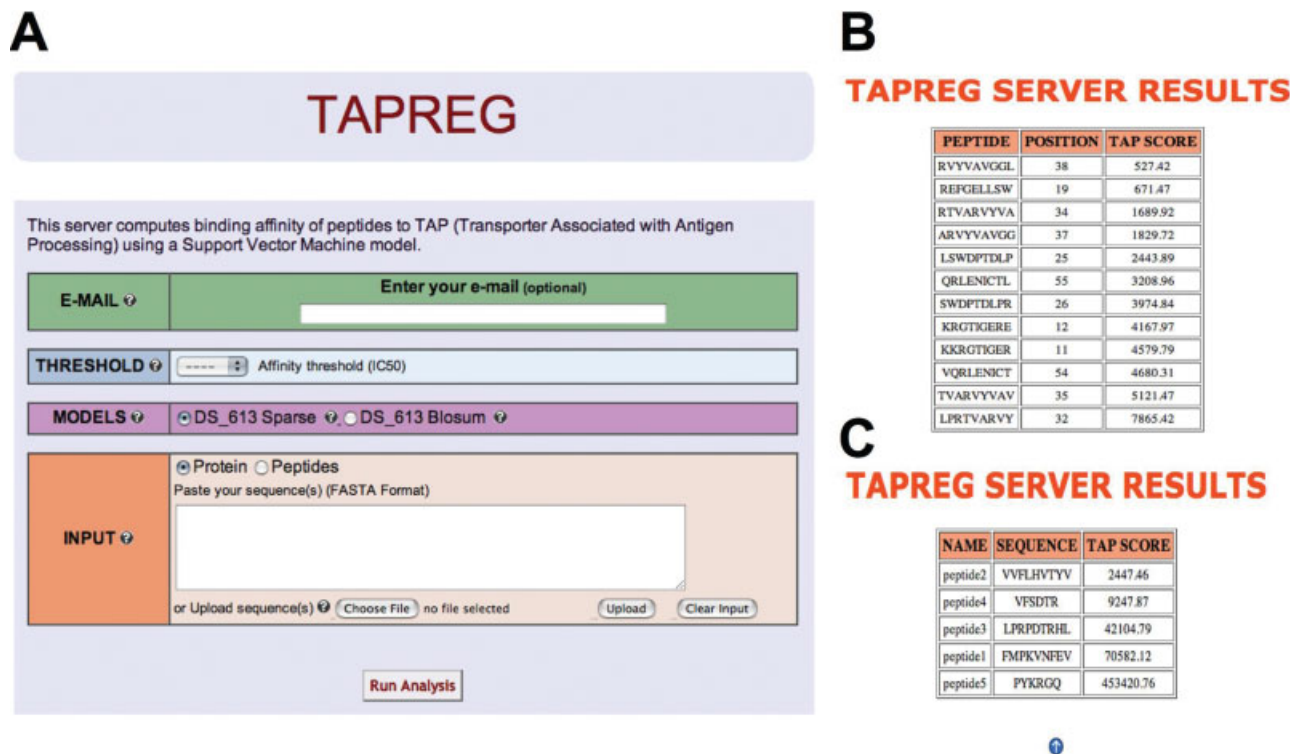 A
TAPREG
This server computes binding affinity of peptides to TAP (Transporter Associated with Antigen
Processing) using a Support Vector Machine model.
E-MAIL
Enter your e-mail (optional)
THRESHOLD
---- Affinity threshold (IC50)
MODELS
DS_613 Sparse DS_613 Blosum
INPUT
Protein Peptides
Paste your sequence(s) (FASTA Format)
or Upload sequence(s) Choose File no file selected Upload Clear Input
Run Analysis
B
TAPREG SERVER RESULTS
PEPTIDE POSITION TAP SCORE
RVYVAVGGL 38 527.42
REFGELLSW 19 671.47
RTVARVYVA 34 1689.92
ARVYVAVGG 37 1829.72
LSWDPTDLP 25 2443.89
QRLENICTL 55 3208.96
SWDPTDLPR 26 3974.84
KRGTIGERE 12 4167.97
KKRGTIGER 11 4579.79
VQRLENICT 54 4680.31
TVARVYVAV 35 5121.47
LPRTVARVY 32 7865.42
C
TAPREG SERVER RESULTS
NAME SEQUENCE TAP SCORE
peptide2 VVFLHVTYV 2447.46
peptide4 VFSDTR 9247.87
peptide3 LPRPDTRHL 42104.79
peptide1 FMPKVNFEV 70582.12
peptide5 PYKRGQ 453420.76